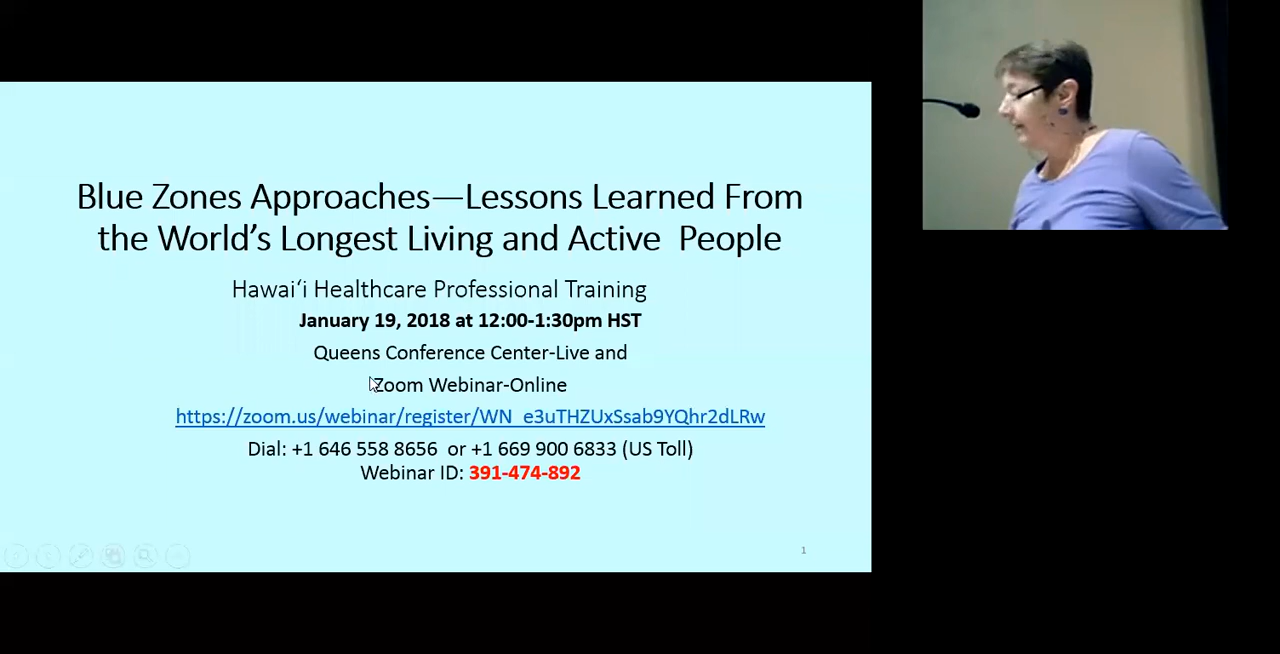 Blue Zones Approaches—Lessons Learned From
the World's Longest Living and Active  People
Hawaiʻi Healthcare Professional Training
January 19, 2018 at 12:00-1:30pm HST
Queens Conference Center-Live and
Zoom Webinar-Online
https://zoom.us/webinar/register/WN_e3uTHZUxSsab9YQhr2dLRw
Dial: +1 646 558 8656  or +1 669 900 6833 (US Toll)
Webinar ID: 391-474-892
1